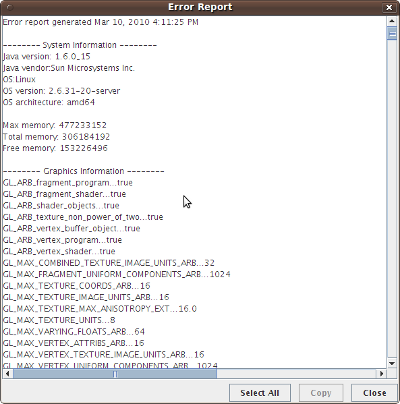 Error Report
Error report generated Mar 10, 2010 4:11:25 PM
-------- System Information --------
Java version: 1.6.0_15
Java vendor:Sun Microsystems Inc.
OS:Linux
OS version: 2.6.31-20-server
OS architecture: amd64
Max memory: 477233152
Total memory: 306184192
Free memory: 153226496
-------- Graphics Information --------
GL_ARB_fragment_program...true
GL_ARB_fragment_shader...true
GL_ARB_shader_objects...true
GL_ARB_texture_non_power_of_two...true
GL_ARB_vertex_buffer_object...true
GL_ARB_vertex_program...true
GL_ARB_vertex_shader...true
GL_MAX_COMBINED_TEXTURE_IMAGE_UNITS_ARB...32
GL_MAX_FRAGMENT_UNIFORM_COMPONENTS_ARB...1024
GL_MAX_TEXTURE_COORDS_ARB...16
GL_MAX_TEXTURE_IMAGE_UNITS_ARB...16
GL_MAX_TEXTURE_MAX_ANISOTROPY_EXT...16.0
GL_MAX_TEXTURE_UNITS...8
GL_MAX_VARYING_FLOATS_ARB...64
GL_MAX_VERTEX_ATTRIBS_ARB...16
GL_MAX_VERTEX_TEXTURE_IMAGE_UNITS_ARB...16
GL_MAX_VERTEX_UNIFORM_COMPONENTS_ARB...1024
Select All Copy Close